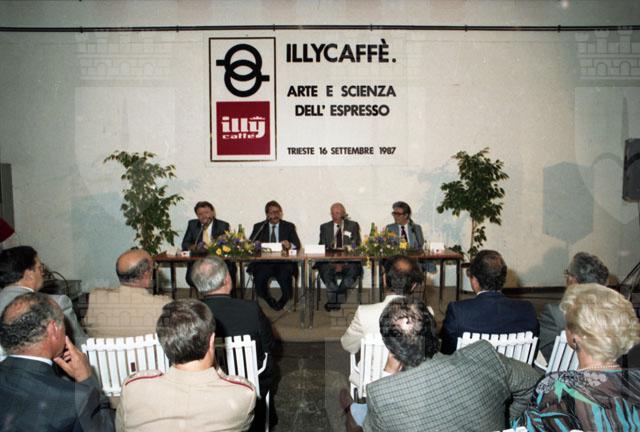 ILLYCAFFÈ.
ARTE E SCIENZA
DELL' ESPRESSO
illy
caffè
TRIESTE 16 SETTEMBRE 1987